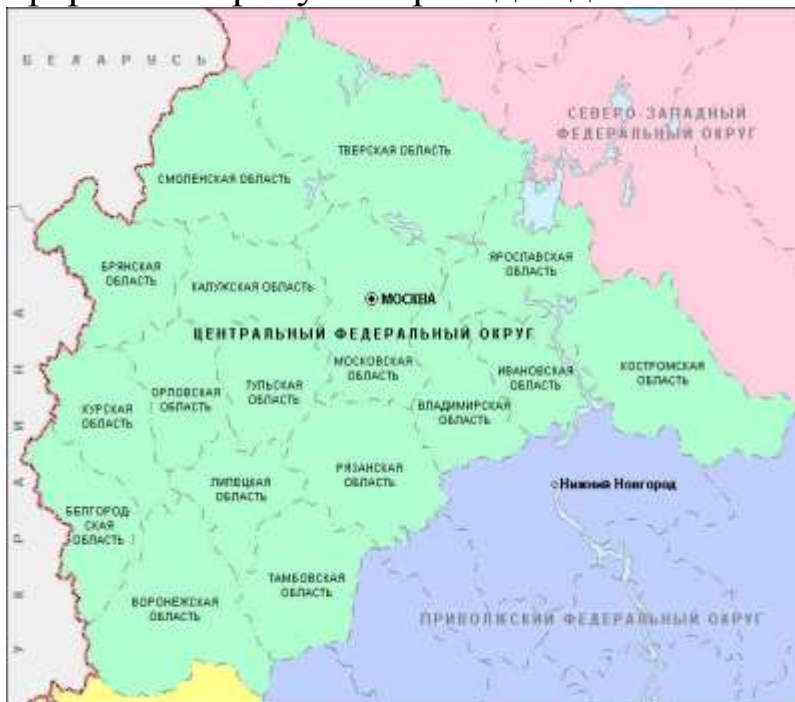 БЕЛАРУСЬ
СЕВЕРО-ЗАПАДНЫЙ
ФЕДЕРАЛЬНЫЙ ОКРУГ
ТВЕРСКАЯ ОБЛАСТЬ
СМОЛЕНСКАЯ ОБЛАСТЬ
ЯРОСЛАВСКАЯ
ОБЛАСТЬ
БРЯНСКАЯ
ОБЛАСТЬ
КАЛУЖСКАЯ ОБЛАСТЬ
МОСКВА
ЦЕНТРАЛЬНЫЙ ФЕДЕРАЛЬНЫЙ ОКРУГ
МОСКОВСКАЯ
ОБЛАСТЬ
ИВАНОВСКАЯ
ОБЛАСТЬ
КОСТРОМСКАЯ
ОБЛАСТЬ
ОРЛОВСКАЯ
ОБЛАСТЬ
ТУЛЬСКАЯ
ОБЛАСТЬ
КУРСКАЯ
ОБЛАСТЬ
ВЛАДИМИРСКАЯ
ОБЛАСТЬ
РЯЗАНСКАЯ
ОБЛАСТЬ
ЛИПЕЦКАЯ
ОБЛАСТЬ
Нижний Новгород
БЕЛГОРОД
СКАЯ
ОБЛАСТЬ
ТАМБОВСКАЯ
ОБЛАСТЬ
ВОРОНЕЖСКАЯ
ОБЛАСТЬ
ПРИВОЛЖСКИЙ ФЕДЕРАЛЬНЫЙ ОКРУГ
УКРАИНА